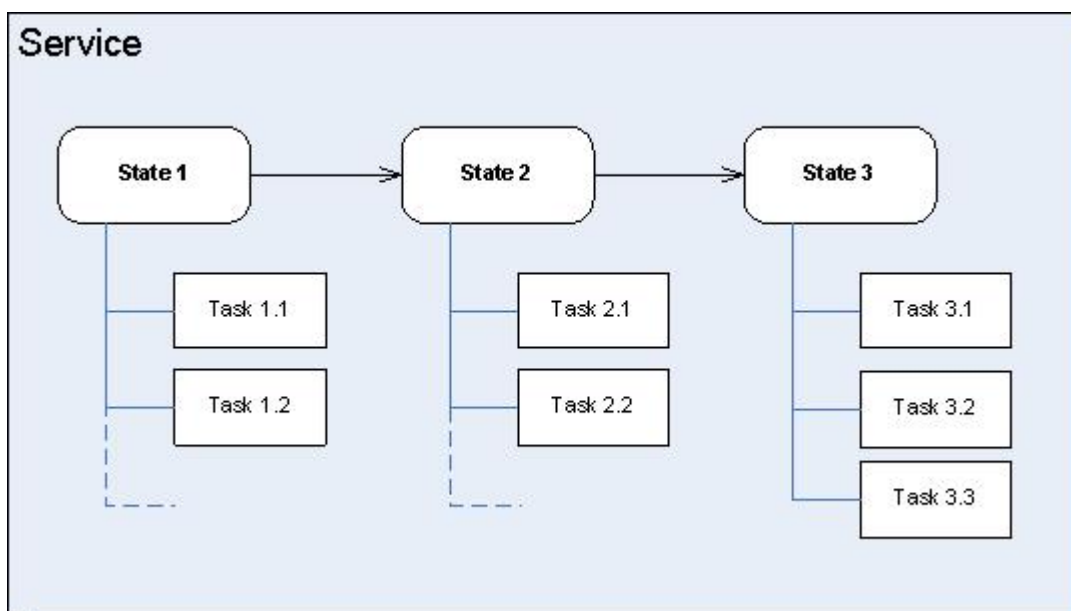 Service
State 1
State 2
State 3
Task 1.1
Task 2.1
Task 3.1
Task 1.2
Task 2.2
Task 3.2
Task 3.3